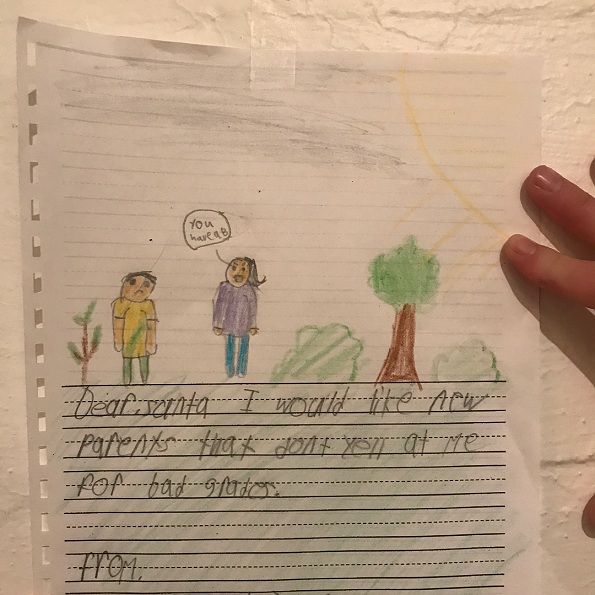 You
have a B
Dear, santa I would like new
Parents that dont yell at Me
For bad grades.
From,